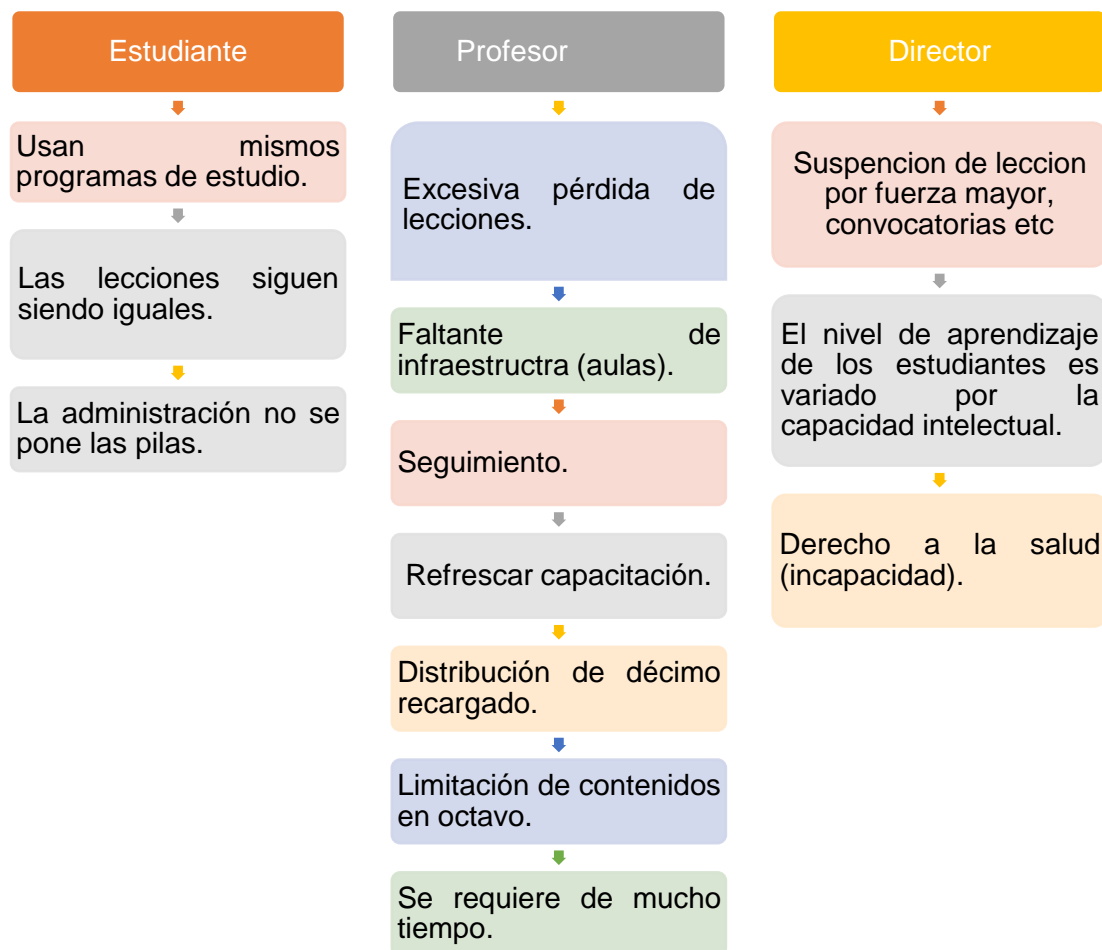 Estudiante
Usan mismos
programas de estudio.
Las lecciones siguen
siendo iguales.
La administración no se
pone las pilas.
Profesor
Excesiva pérdida de
lecciones.
Faltante de
infraestructra (aulas).
Seguimiento.
Refrescar capacitación.
Distribución de décimo
recargado.
Limitación de contenidos
en octavo.
Se requiere de mucho
tiempo.
Director
Suspencion de leccion
por fuerza mayor,
convocatorias etc
El nivel de aprendizaje
de los estudiantes es
variado por la
capacidad intelectual.
Derecho a la salud
(incapacidad).